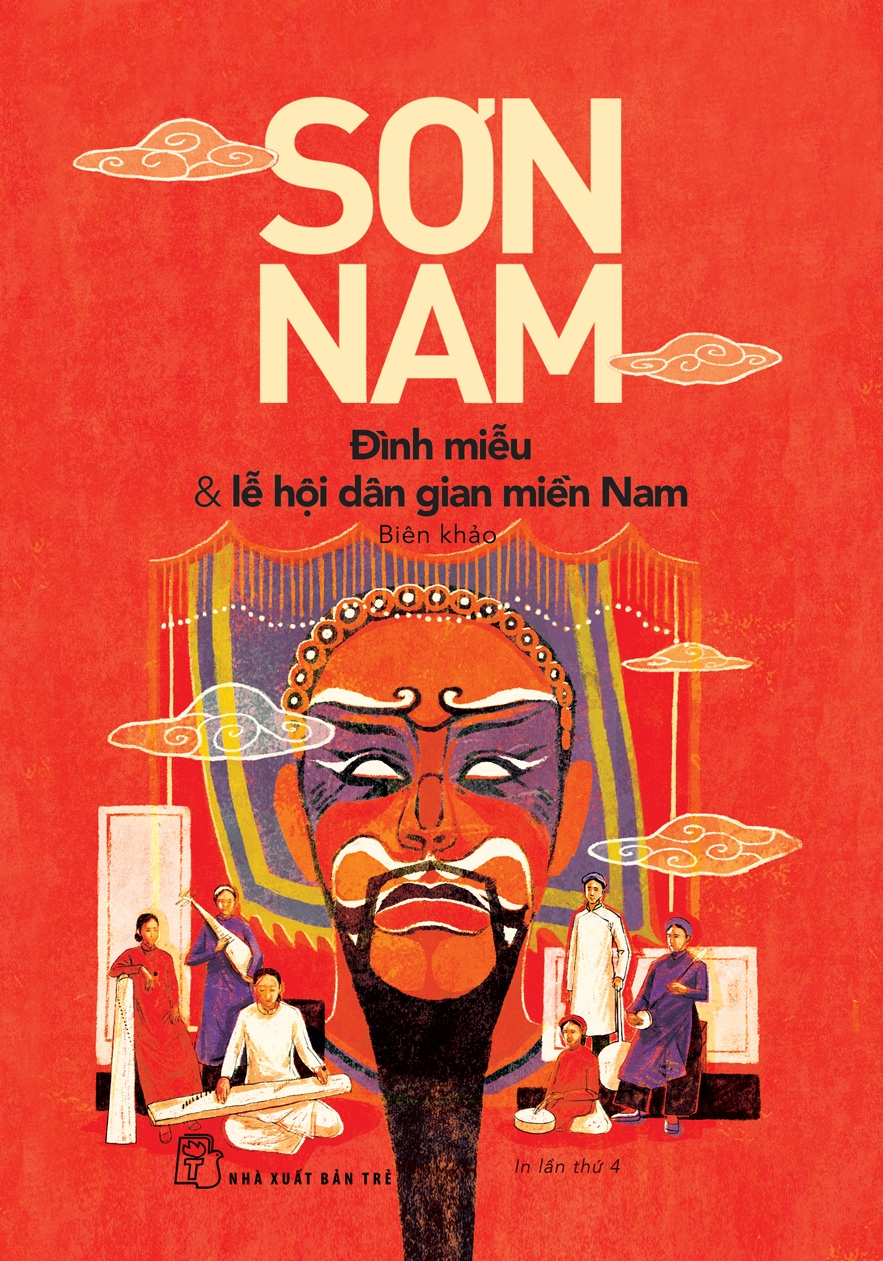 SƠN
NAM
Đình miễu
& lễ hội dân gian miền Nam
Biên khảo
In lần thứ 4
T
NHÀ XUẤT BẢN TRẺ